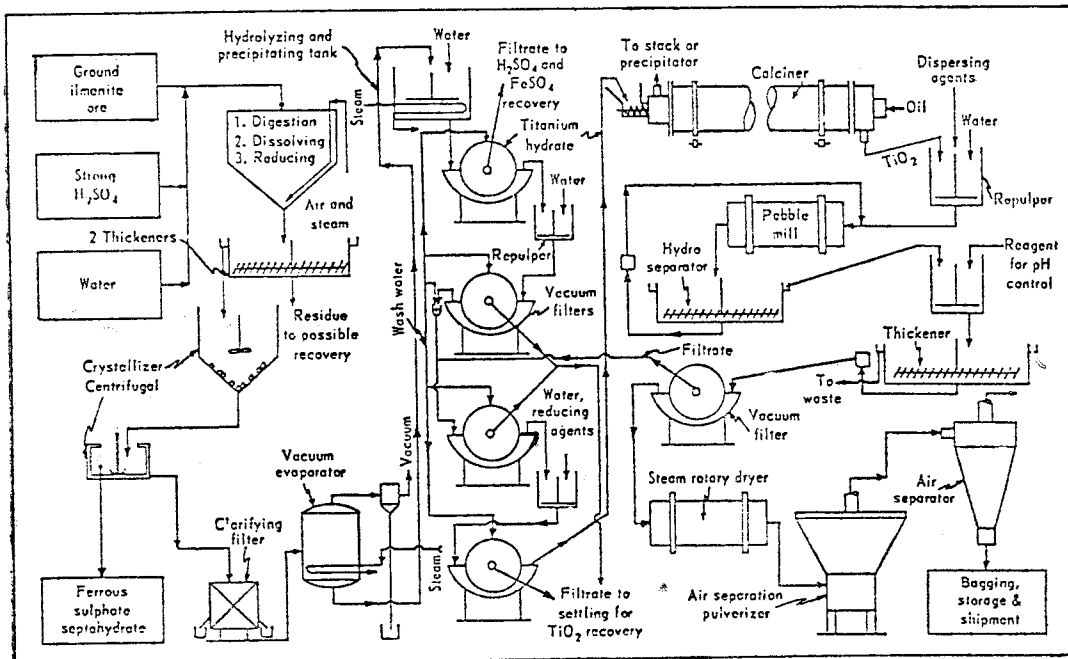 Ground
ilmenite
ore
Strong
H₂SO₄
Water
1. Digestion
2. Dissolving
3. Reducing
Steam
Air and
steam
2 Thickeners
Residue to
possible
recovery
Crystallizer
Centrifugal
Clarifying
filter
Ferrous
sulphate
septahydrate
Vacuum
evaporator
Vacuum
Steam
Hydrolyzing and
precipitating tank
Water
Filtrate to
H₂SO₄ and
FeSO₄
recovery
Titanium
hydrate
Water
Repulper
Vacuum
filters
Wash water
Water,
reducing
agents
Filtrate to
settling for
TiO₂ recovery
To stack or
precipitator
Calciner
Oil
TiO₂
Dispersing
agents
Water
Repulper
Pebble
mill
Hydro
separator
Reagent
for pH
control
Thickener
To
waste
Filtrate
Vacuum
filter
Steam rotary dryer
Air separation
pulverizer
Air
separator
Bagging,
storage &
shipment